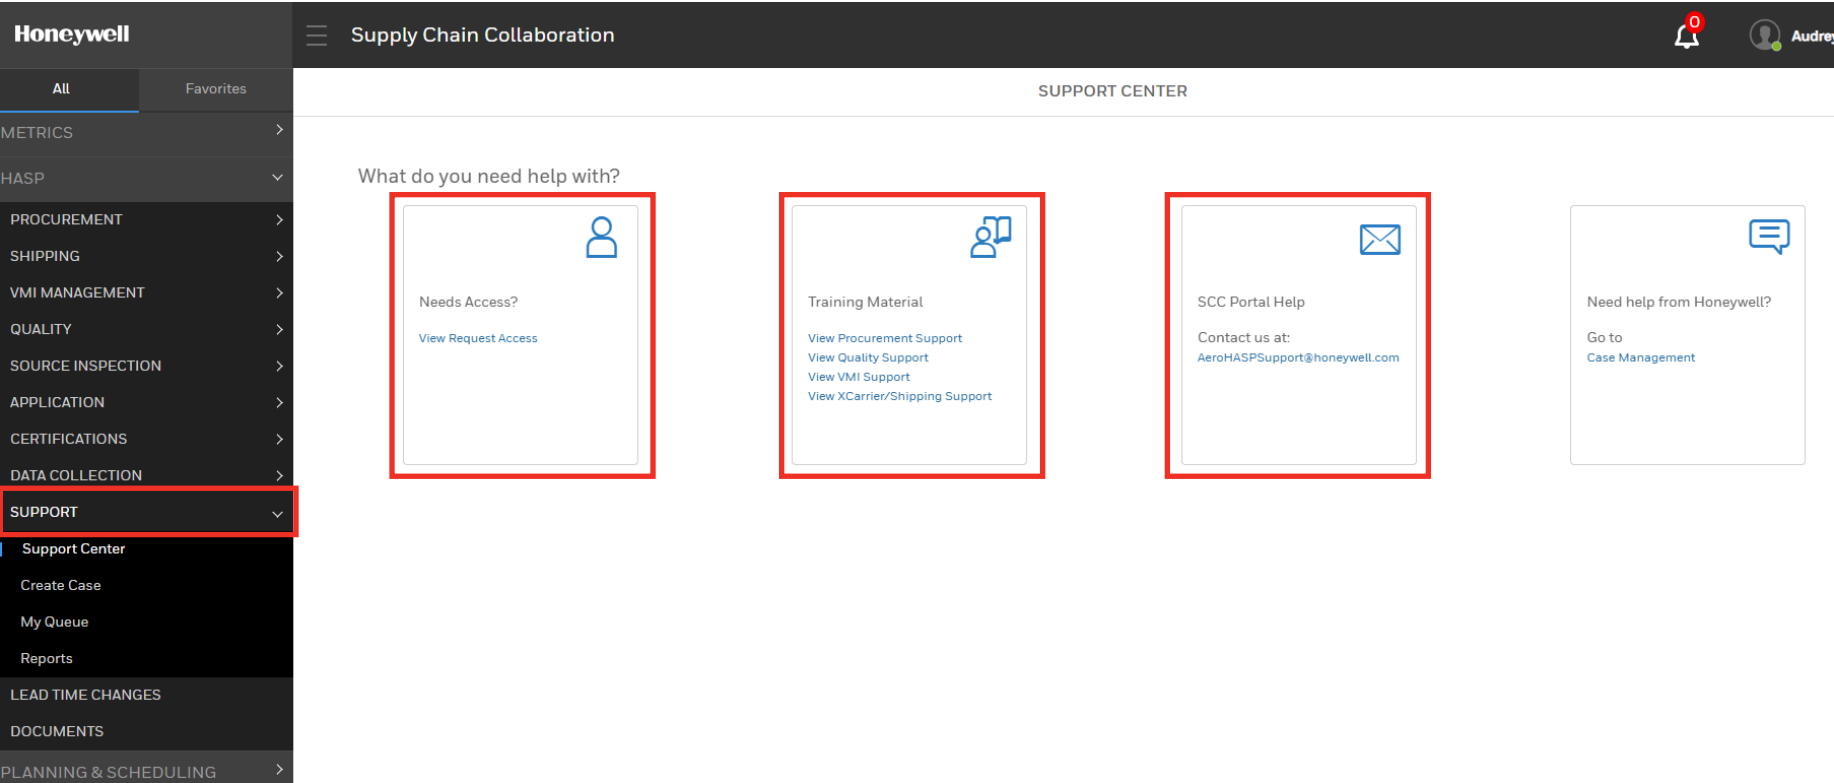 Honeywell
Supply Chain Collaboration
0
Audrey
All
Favorites
METRICS
HASP
PROCUREMENT
SHIPPING
VMI MANAGEMENT
QUALITY
SOURCE INSPECTION
APPLICATION
CERTIFICATIONS
DATA COLLECTION
SUPPORT
Support Center
Create Case
My Queue
Reports
LEAD TIME CHANGES
DOCUMENTS
PLANNING & SCHEDULING
SUPPORT CENTER
What do you need help with?
Needs Access?
View Request Access
Training Material
View Procurement Support
View Quality Support
View VMI Support
View XCarrier/Shipping Support
SCC Portal Help
Contact us at:
AeroHASPSupport@honeywell.com
Need help from Honeywell?
Go to
Case Management